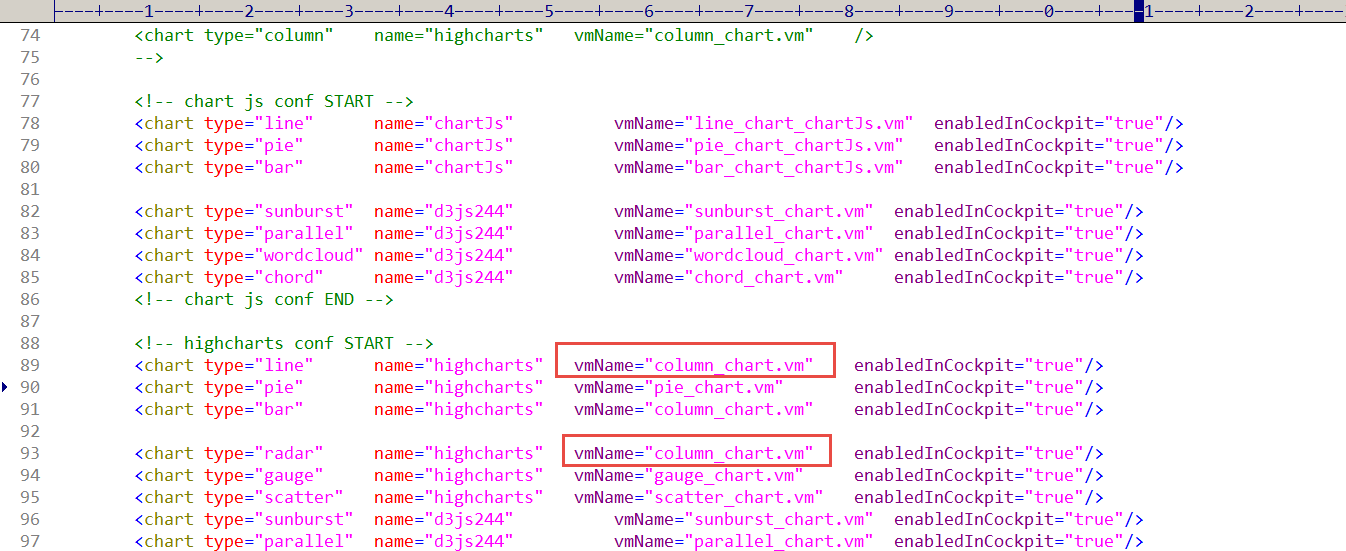 ----+----1----+----2----+----3----+----4----+----5----+----6----+----7----+----8----+----9----+----0----+----1----+----2----+--
74 <chart type="column" name="highcharts" vmName="column_chart.vm" />
75 -->
76
77 <!-- chart js conf START -->
78 <chart type="line" name="chartJs" vmName="line_chart_chartJs.vm" enabledInCockpit="true"/>
79 <chart type="pie" name="chartJs" vmName="pie_chart_chartJs.vm" enabledInCockpit="true"/>
80 <chart type="bar" name="chartJs" vmName="bar_chart_chartJs.vm" enabledInCockpit="true"/>
81
82 <chart type="sunburst" name="d3js244" vmName="sunburst_chart.vm" enabledInCockpit="true"/>
83 <chart type="parallel" name="d3js244" vmName="parallel_chart.vm" enabledInCockpit="true"/>
84 <chart type="wordcloud" name="d3js244" vmName="wordcloud_chart.vm" enabledInCockpit="true"/>
85 <chart type="chord" name="d3js244" vmName="chord_chart.vm" enabledInCockpit="true"/>
86 <!-- chart js conf END -->
87
88 <!-- highcharts conf START -->
89 <chart type="line" name="highcharts" vmName="column_chart.vm" enabledInCockpit="true"/>
90 <chart type="pie" name="highcharts" vmName="pie_chart.vm" enabledInCockpit="true"/>
91 <chart type="bar" name="highcharts" vmName="column_chart.vm" enabledInCockpit="true"/>
92
93 <chart type="radar" name="highcharts" vmName="column_chart.vm" enabledInCockpit="true"/>
94 <chart type="gauge" name="highcharts" vmName="gauge_chart.vm" enabledInCockpit="true"/>
95 <chart type="scatter" name="highcharts" vmName="scatter_chart.vm" enabledInCockpit="true"/>
96 <chart type="sunburst" name="d3js244" vmName="sunburst_chart.vm" enabledInCockpit="true"/>
97 <chart type="parallel" name="d3js244" vmName="parallel_chart.vm" enabledInCockpit="true"/>